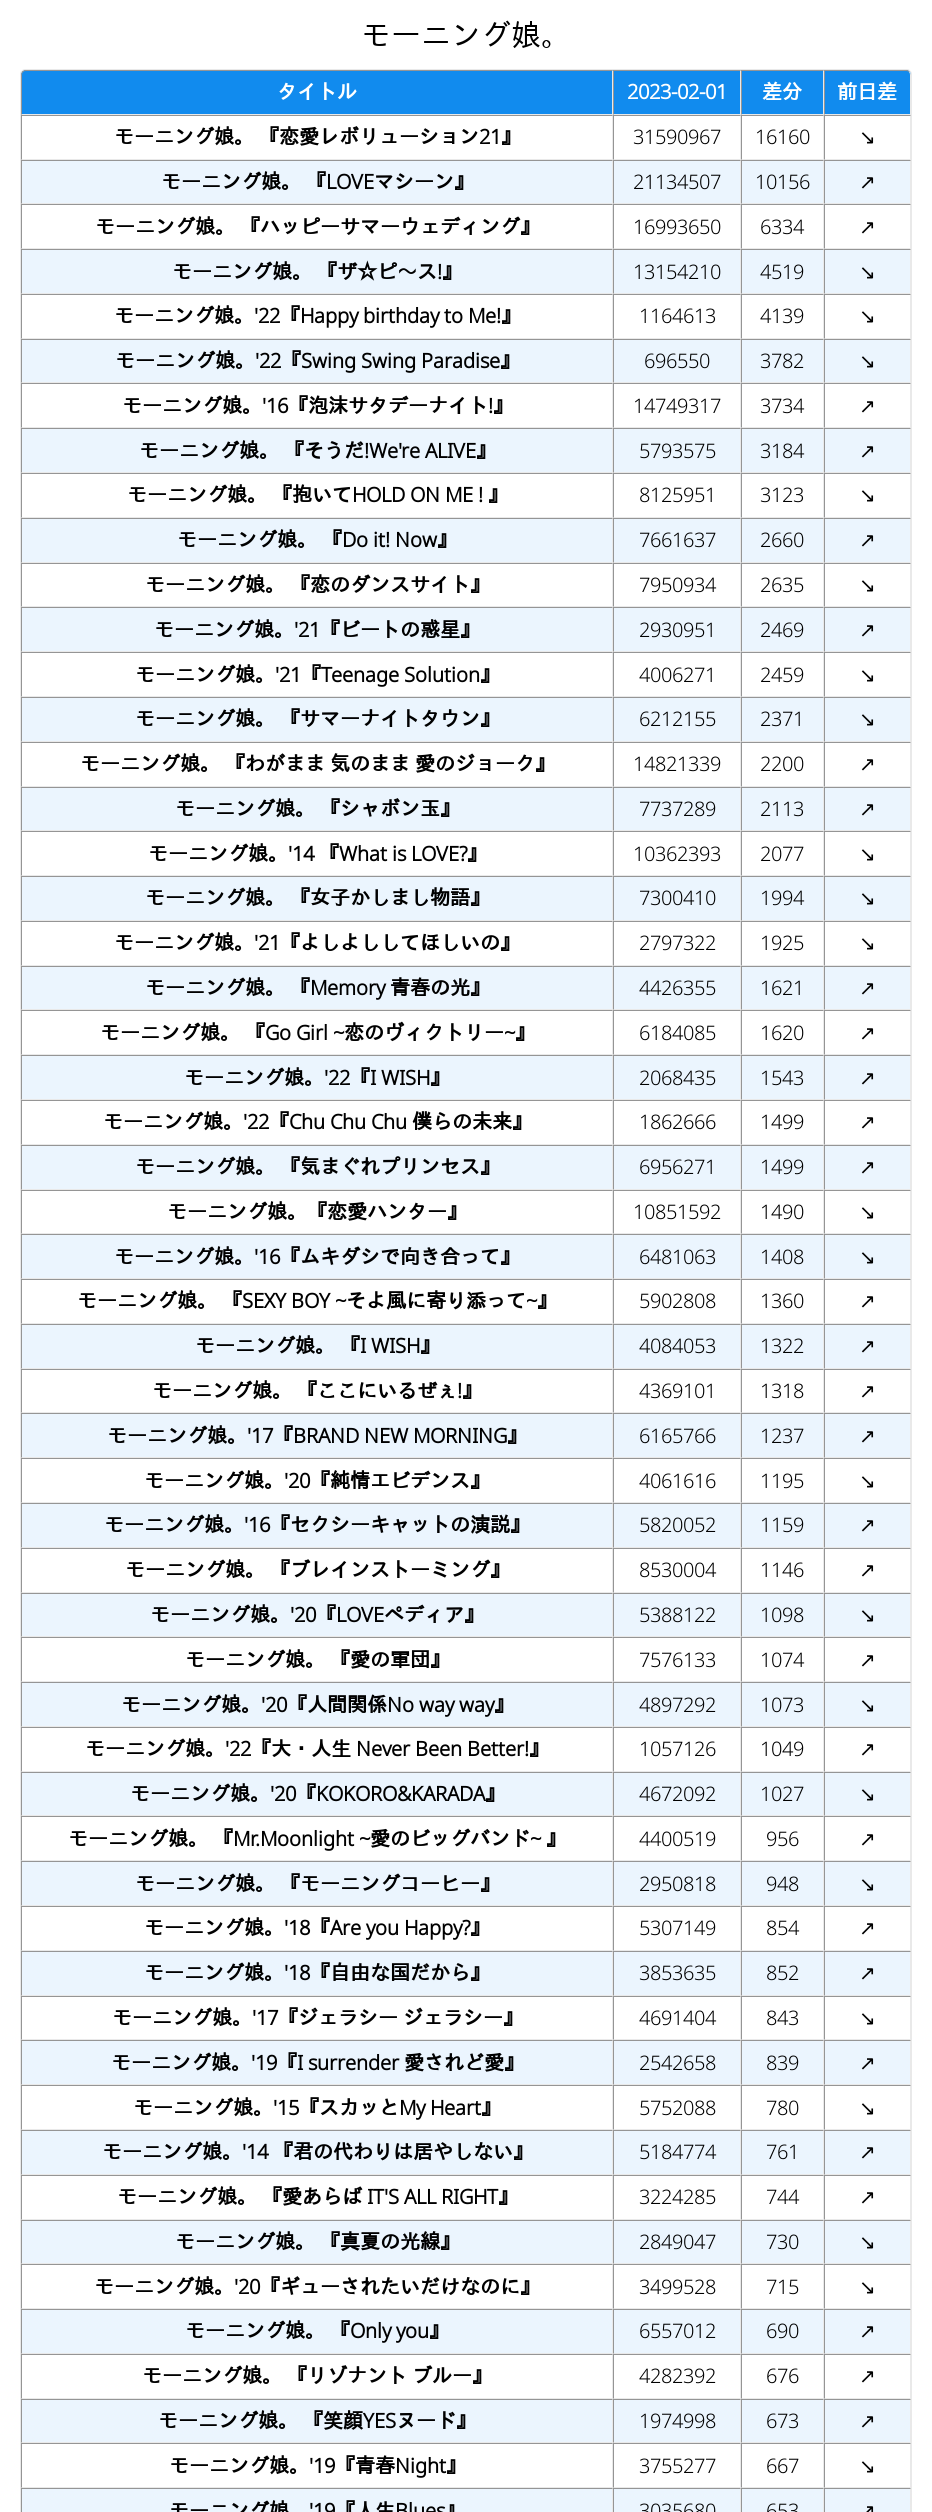 モーニング娘。
タイトル 2023-02-01 差分 前日差
モーニング娘。 『恋愛レボリューション21』 31590967 16160 ↘
モーニング娘。 『LOVEマシーン』 21134507 10156 ↗
モーニング娘。 『ハッピーサマーウェディング』 16993650 6334 ↗
モーニング娘。 『ザ☆ピ〜ス!』 13154210 4519 ↘
モーニング娘。'22『Happy birthday to Me!』 1164613 4139 ↘
モーニング娘。'22『Swing Swing Paradise』 696550 3782 ↘
モーニング娘。'16『泡沫サタデーナイト!』 14749317 3734 ↗
モーニング娘。 『そうだ!We're ALIVE』 5793575 3184 ↗
モーニング娘。 『抱いてHOLD ON ME ! 』 8125951 3123 ↘
モーニング娘。 『Do it! Now』 7661637 2660 ↗
モーニング娘。 『恋のダンスサイト』 7950934 2635 ↘
モーニング娘。'21『ビートの惑星』 2930951 2469 ↗
モーニング娘。'21『Teenage Solution』 4006271 2459 ↘
モーニング娘。 『サマーナイトタウン』 6212155 2371 ↘
モーニング娘。 『わがまま 気のまま 愛のジョーク』 14821339 2200 ↗
モーニング娘。 『シャボン玉』 7737289 2113 ↗
モーニング娘。'14 『What is LOVE?』 10362393 2077 ↘
モーニング娘。 『女子かしまし物語』 7300410 1994 ↘
モーニング娘。'21『よしよししてほしいの』 2797322 1925 ↘
モーニング娘。 『Memory 青春の光』 4426355 1621 ↗
モーニング娘。 『Go Girl ~恋のヴィクトリー~』 6184085 1620 ↗
モーニング娘。'22『I WISH』 2068435 1543 ↗
モーニング娘。'22『Chu Chu Chu 僕らの未来』 1862666 1499 ↗
モーニング娘。 『気まぐれプリンセス』 6956271 1499 ↗
モーニング娘。『恋愛ハンター』 10851592 1490 ↘
モーニング娘。'16『ムキダシで向き合って』 6481063 1408 ↘
モーニング娘。 『SEXY BOY ~そよ風に寄り添って~』 5902808 1360 ↗
モーニング娘。 『I WISH』 4084053 1322 ↗
モーニング娘。 『ここにいるぜぇ!』 4369101 1318 ↗
モーニング娘。'17『BRAND NEW MORNING』 6165766 1237 ↗
モーニング娘。'20『純情エビデンス』 4061616 1195 ↘
モーニング娘。'16『セクシーキャットの演説』 5820052 1159 ↗
モーニング娘。 『ブレインストーミング』 8530004 1146 ↗
モーニング娘。'20『LOVEペディア』 5388122 1098 ↘
モーニング娘。 『愛の軍団』 7576133 1074 ↗
モーニング娘。'20『人間関係No way way』 4897292 1073 ↘
モーニング娘。'22『大・人生 Never Been Better!』 1057126 1049 ↗
モーニング娘。'20『KOKORO&KARADA』 4672092 1027 ↘
モーニング娘。 『Mr.Moonlight ~愛のビッグバンド~ 』 4400519 956 ↗
モーニング娘。 『モーニングコーヒー』 2950818 948 ↘
モーニング娘。'18『Are you Happy?』 5307149 854 ↗
モーニング娘。'18『自由な国だから』 3853635 852 ↗
モーニング娘。'17『ジェラシー ジェラシー』 4691404 843 ↘
モーニング娘。'19『I surrender 愛されど愛』 2542658 839 ↗
モーニング娘。'15『スカッとMy Heart』 5752088 780 ↘
モーニング娘。'14 『君の代わりは居やしない』 5184774 761 ↗
モーニング娘。 『愛あらば IT'S ALL RIGHT』 3224285 744 ↗
モーニング娘。 『真夏の光線』 2849047 730 ↘
モーニング娘。'20『ギューされたいだけなのに』 3499528 715 ↘
モーニング娘。 『Only you』 6557012 690 ↗
モーニング娘。 『リゾナント ブルー』 4282392 676 ↗
モーニング娘。 『笑顔YESヌード』 1974998 673 ↗
モーニング娘。'19『青春Night』 3755277 667 ↘
モーニング娘。'19『人生Blues』 3035680 653 ↗